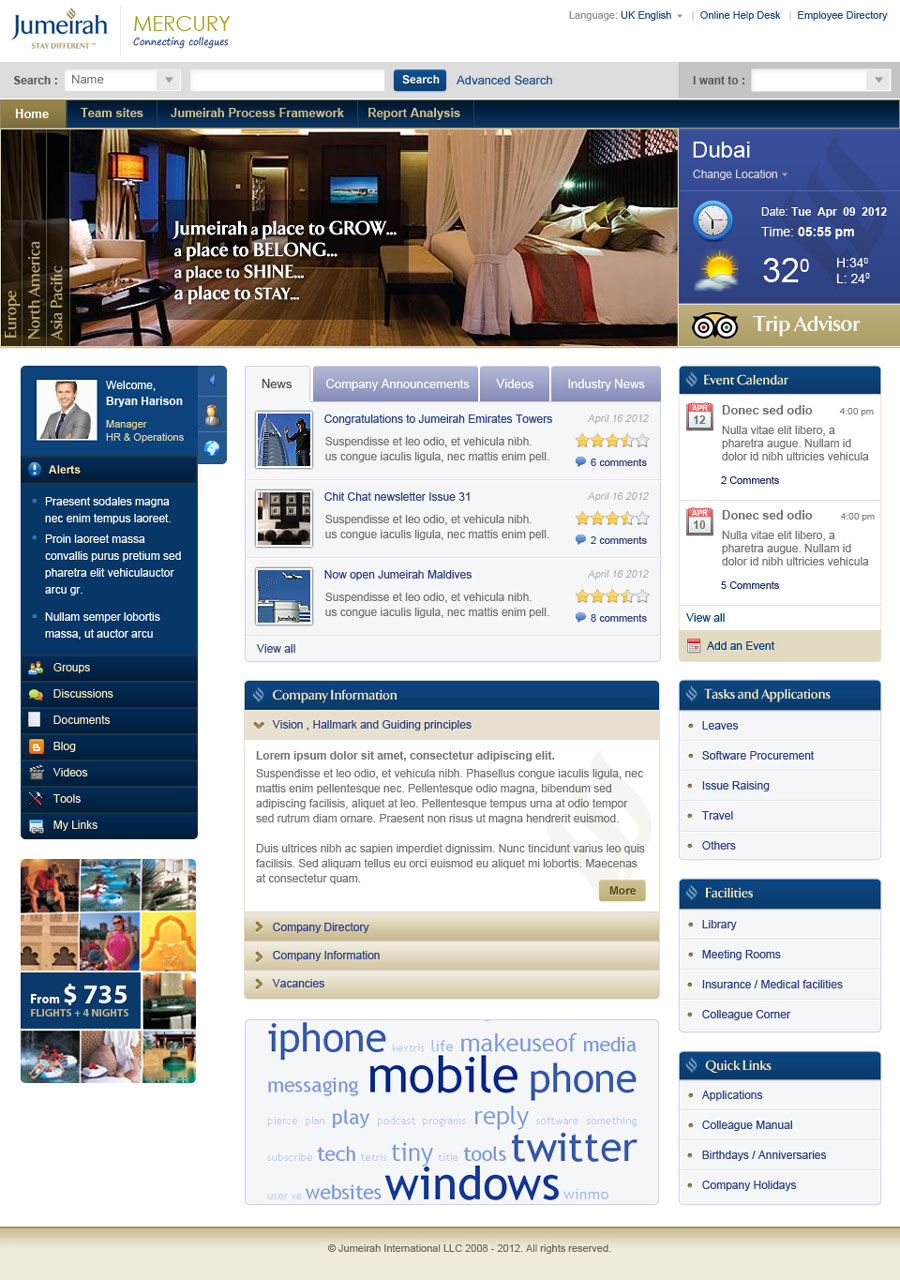 Jumeirah
STAY DIFFERENT ™
MERCURY
Connecting collegues
Language: UK English | Online Help Desk | Employee Directory
Search : Name Search Advanced Search
I want to :
Home Team sites Jumeirah Process Framework Report Analysis
Europe
North America
Asia Pacific
Jumeirah a place to GROW...
a place to BELONG...
a place to SHINE...
a place to STAY...
Dubai
Change Location
Date: Tue Apr 09 2012
Time: 05:55 pm
32⁰
H:34⁰
L: 24⁰
Trip Advisor
Welcome,
Bryan Harison
Manager
HR & Operations
Alerts
Praesent sodales magna
nec enim tempus laoreet.
Proin laoreet massa
convallis purus pretium sed
pharetra elit vehiculauctor
arcu gr.
Nullam semper lobortis
massa, ut auctor arcu
Groups
Discussions
Documents
Blog
Videos
Tools
My Links
From $ 735
FLIGHTS + 4 NIGHTS
News Company Announcements Videos Industry News
Congratulations to Jumeirah Emirates Towers
April 16 2012
Suspendisse et leo odio, et vehicula nibh.
us congue iaculis ligula, nec mattis enim pell.
6 comments
Chit Chat newsletter Issue 31
April 16 2012
Suspendisse et leo odio, et vehicula nibh.
us congue iaculis ligula, nec mattis enim pell.
2 comments
Jumeirah
Now open Jumeirah Maldives
April 16 2012
Suspendisse et leo odio, et vehicula nibh.
us congue iaculis ligula, nec mattis enim pell.
8 comments
View all
Company Information
Vision , Hallmark and Guiding principles
Lorem ipsum dolor sit amet, consectetur adipiscing elit.
Suspendisse et leo odio, et vehicula nibh. Phasellus congue iaculis ligula, nec
mattis enim pellentesque nec. Pellentesque odio magna, bibendum sed
adipiscing facilisis, aliquet at leo. Pellentesque tempus urna at odio tempor
sed rutrum diam ornare. Praesent non risus ut magna hendrerit euismod.
Duis ultrices nibh ac sapien imperdiet dignissim. Nunc tincidunt varius leo quis
facilisis. Sed aliquam tellus eu orci euismod eu aliquet mi lobortis. Maecenas
at consectetur quam.
More
Company Directory
Company Information
Vacancies
iphone kevtris life makeuseof media
messaging mobile phone
pierce plan play podcast programs reply software something
subscribe tech tetris tiny title tools twitter
user ve websites windows winmo
Event Calendar
APR
12
Donec sed odio 4:00 pm
Nulla vitae elit libero, a
pharetra augue. Nullam id
dolor id nibh ultricies vehicula
2 Comments
APR
10
Donec sed odio 4:00 pm
Nulla vitae elit libero, a
pharetra augue. Nullam id
dolor id nibh ultricies vehicula
5 Comments
View all
Add an Event
Tasks and Applications
Leaves
Software Procurement
Issue Raising
Travel
Others
Facilities
Library
Meeting Rooms
Insurance / Medical facilities
Colleague Corner
Quick Links
Applications
Colleague Manual
Birthdays / Anniversaries
Company Holidays
© Jumeirah International LLC 2008 - 2012. All rights reserved.